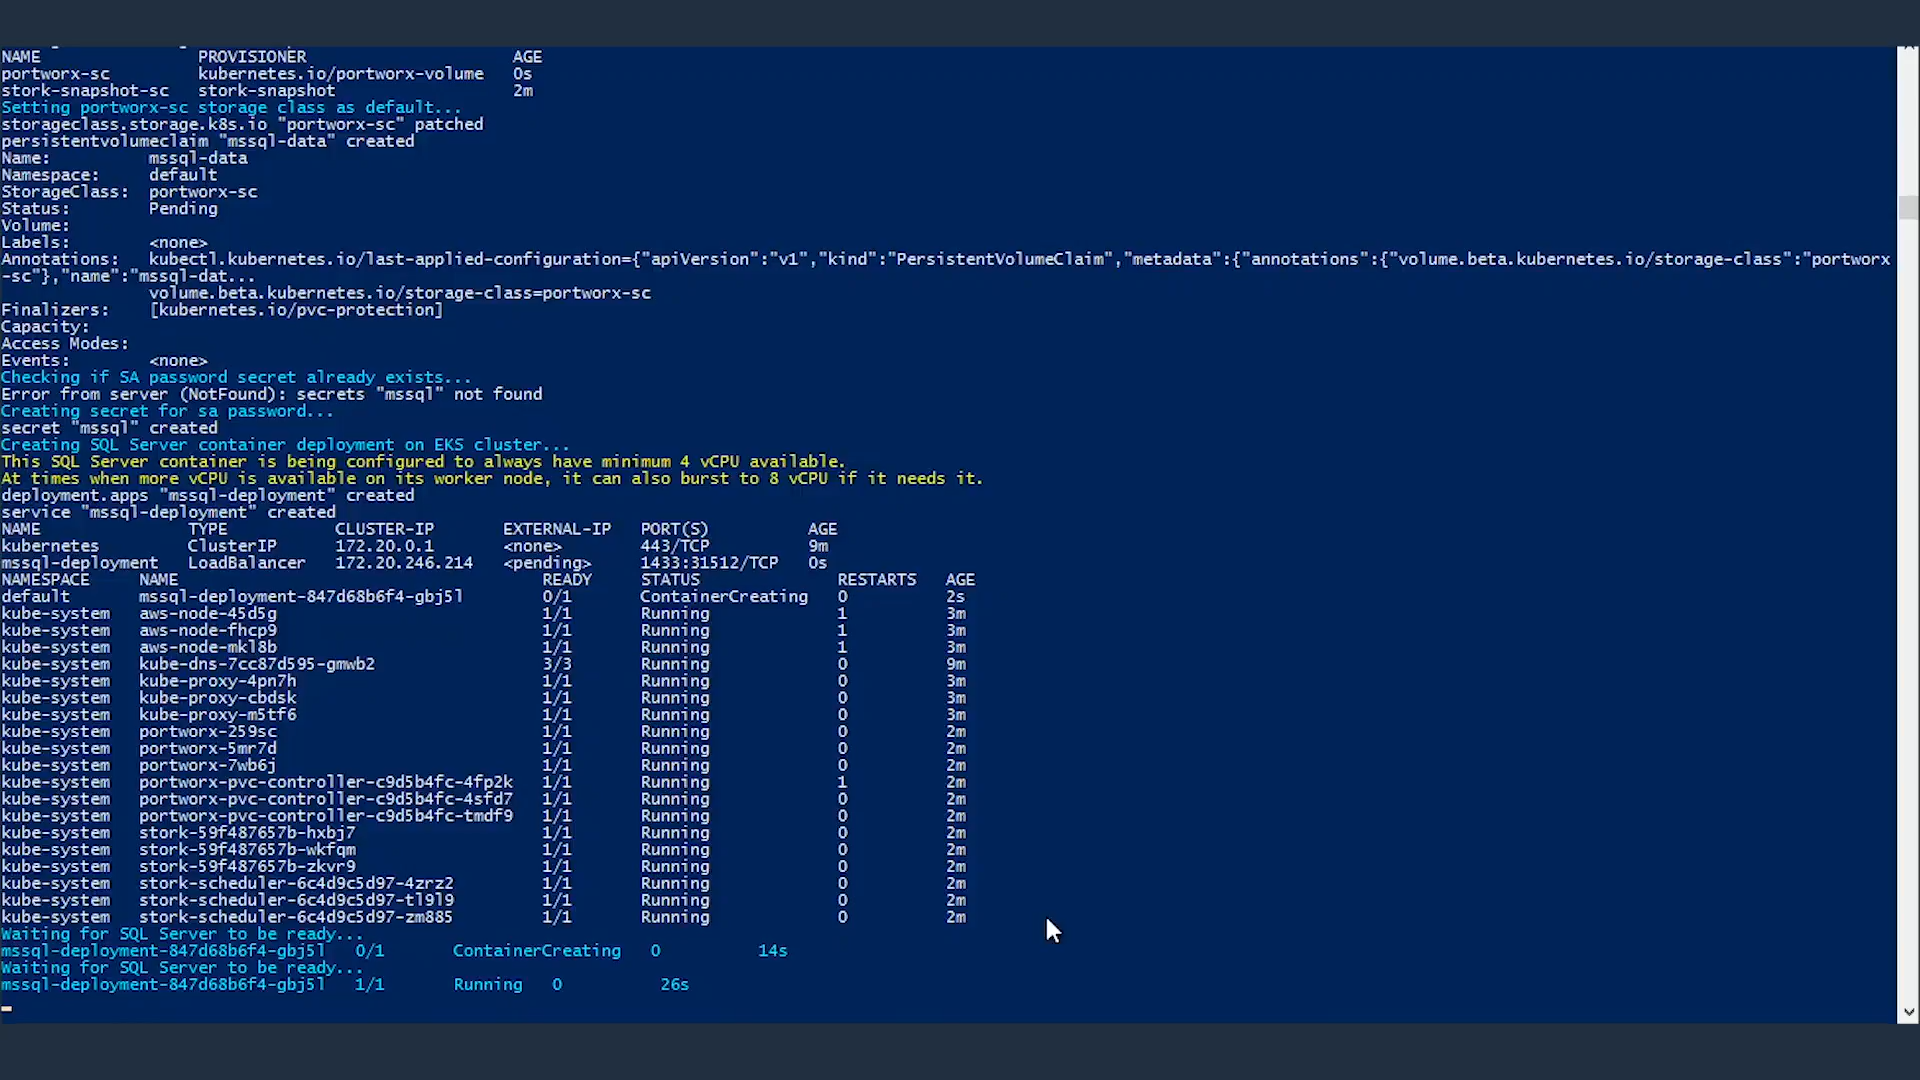 NAME PROVISIONER AGE
portworx-sc kubernetes.io/portworx-volume 0s
stork-snapshot-sc stork-snapshot 2m
Setting portworx-sc storage class as default...
storageclass.storage.k8s.io "portworx-sc" patched
persistentvolumeclaim "mssql-data" created
Name: mssql-data
Namespace: default
StorageClass: portworx-sc
Status: Pending
Volume:
Labels: <none>
Annotations: kubectl.kubernetes.io/last-applied-configuration={"apiVersion":"v1","kind":"PersistentVolumeClaim","metadata":{"annotations":{"volume.beta.kubernetes.io/storage-class":"portworx
-sc"},"name":"mssql-dat...
volume.beta.kubernetes.io/storage-class=portworx-sc
Finalizers: [kubernetes.io/pvc-protection]
Capacity:
Access Modes:
Events: <none>
Checking if SA password secret already exists...
Error from server (NotFound): secrets "mssql" not found
Creating secret for sa password...
secret "mssql" created
Creating SQL Server container deployment on EKS cluster...
This SQL Server container is being configured to always have minimum 4 vCPU available.
At times when more vCPU is available on its worker node, it can also burst to 8 vCPU if it needs it.
deployment.apps "mssql-deployment" created
service "mssql-deployment" created
NAME TYPE CLUSTER-IP EXTERNAL-IP PORT(S) AGE
kubernetes ClusterIP 172.20.0.1 <none> 443/TCP 9m
mssql-deployment LoadBalancer 172.20.246.214 <pending> 1433:31512/TCP 0s
NAMESPACE NAME READY STATUS RESTARTS AGE
default mssql-deployment-847d68b6f4-gbj5l 0/1 ContainerCreating 0 2s
kube-system aws-node-45d5g 1/1 Running 1 3m
kube-system aws-node-fhcp9 1/1 Running 1 3m
kube-system aws-node-mkl8b 1/1 Running 1 3m
kube-system kube-dns-7cc87d595-gmwb2 3/3 Running 0 9m
kube-system kube-proxy-4pn7h 1/1 Running 0 3m
kube-system kube-proxy-cbdsk 1/1 Running 0 3m
kube-system kube-proxy-m5tf6 1/1 Running 0 3m
kube-system portworx-259sc 1/1 Running 0 2m
kube-system portworx-5mr7d 1/1 Running 0 2m
kube-system portworx-7wb6j 1/1 Running 0 2m
kube-system portworx-pvc-controller-c9d5b4fc-4fp2k 1/1 Running 1 2m
kube-system portworx-pvc-controller-c9d5b4fc-4sfd7 1/1 Running 0 2m
kube-system portworx-pvc-controller-c9d5b4fc-tmdf9 1/1 Running 0 2m
kube-system stork-59f487657b-hxbj7 1/1 Running 0 2m
kube-system stork-59f487657b-wkfqm 1/1 Running 0 2m
kube-system stork-59f487657b-zkvr9 1/1 Running 0 2m
kube-system stork-scheduler-6c4d9c5d97-4zrz2 1/1 Running 0 2m
kube-system stork-scheduler-6c4d9c5d97-tl9l9 1/1 Running 0 2m
kube-system stork-scheduler-6c4d9c5d97-zm885 1/1 Running 0 2m
Waiting for SQL Server to be ready...
mssql-deployment-847d68b6f4-gbj5l 0/1 ContainerCreating 0 14s
Waiting for SQL Server to be ready...
mssql-deployment-847d68b6f4-gbj5l 1/1 Running 0 26s